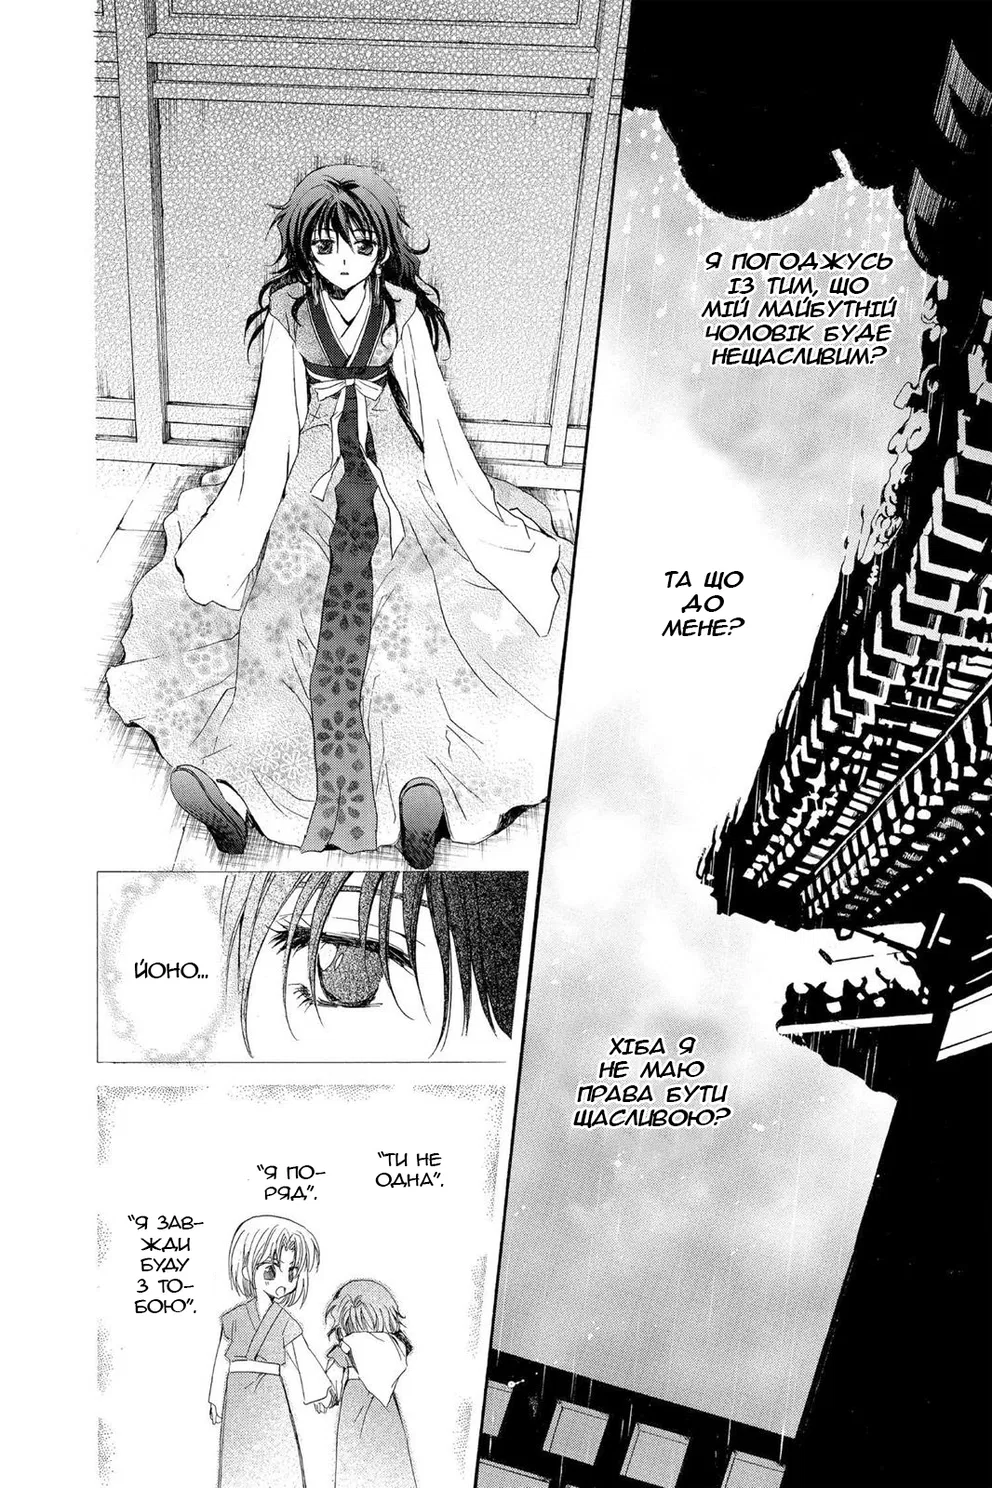 Я ПОГОДЖУСЬ
ІЗ ТИМ, ЩО
МІЙ МАЙБУТНІЙ
ЧОЛОВІК БУДЕ
НЕЩАСЛИВИМ?
ТА ЩО
ДО
МЕНЕ?
ХІБА Я
НЕ МАЮ
ПРАВА БУТИ
ЩАСЛИВОЮ?
ЙОНО...
"ТИ НЕ
ОДНА".
"Я ПО-
РЯД".
"Я ЗАВ-
ЖДИ
БУДУ
З ТО-
БОЮ".